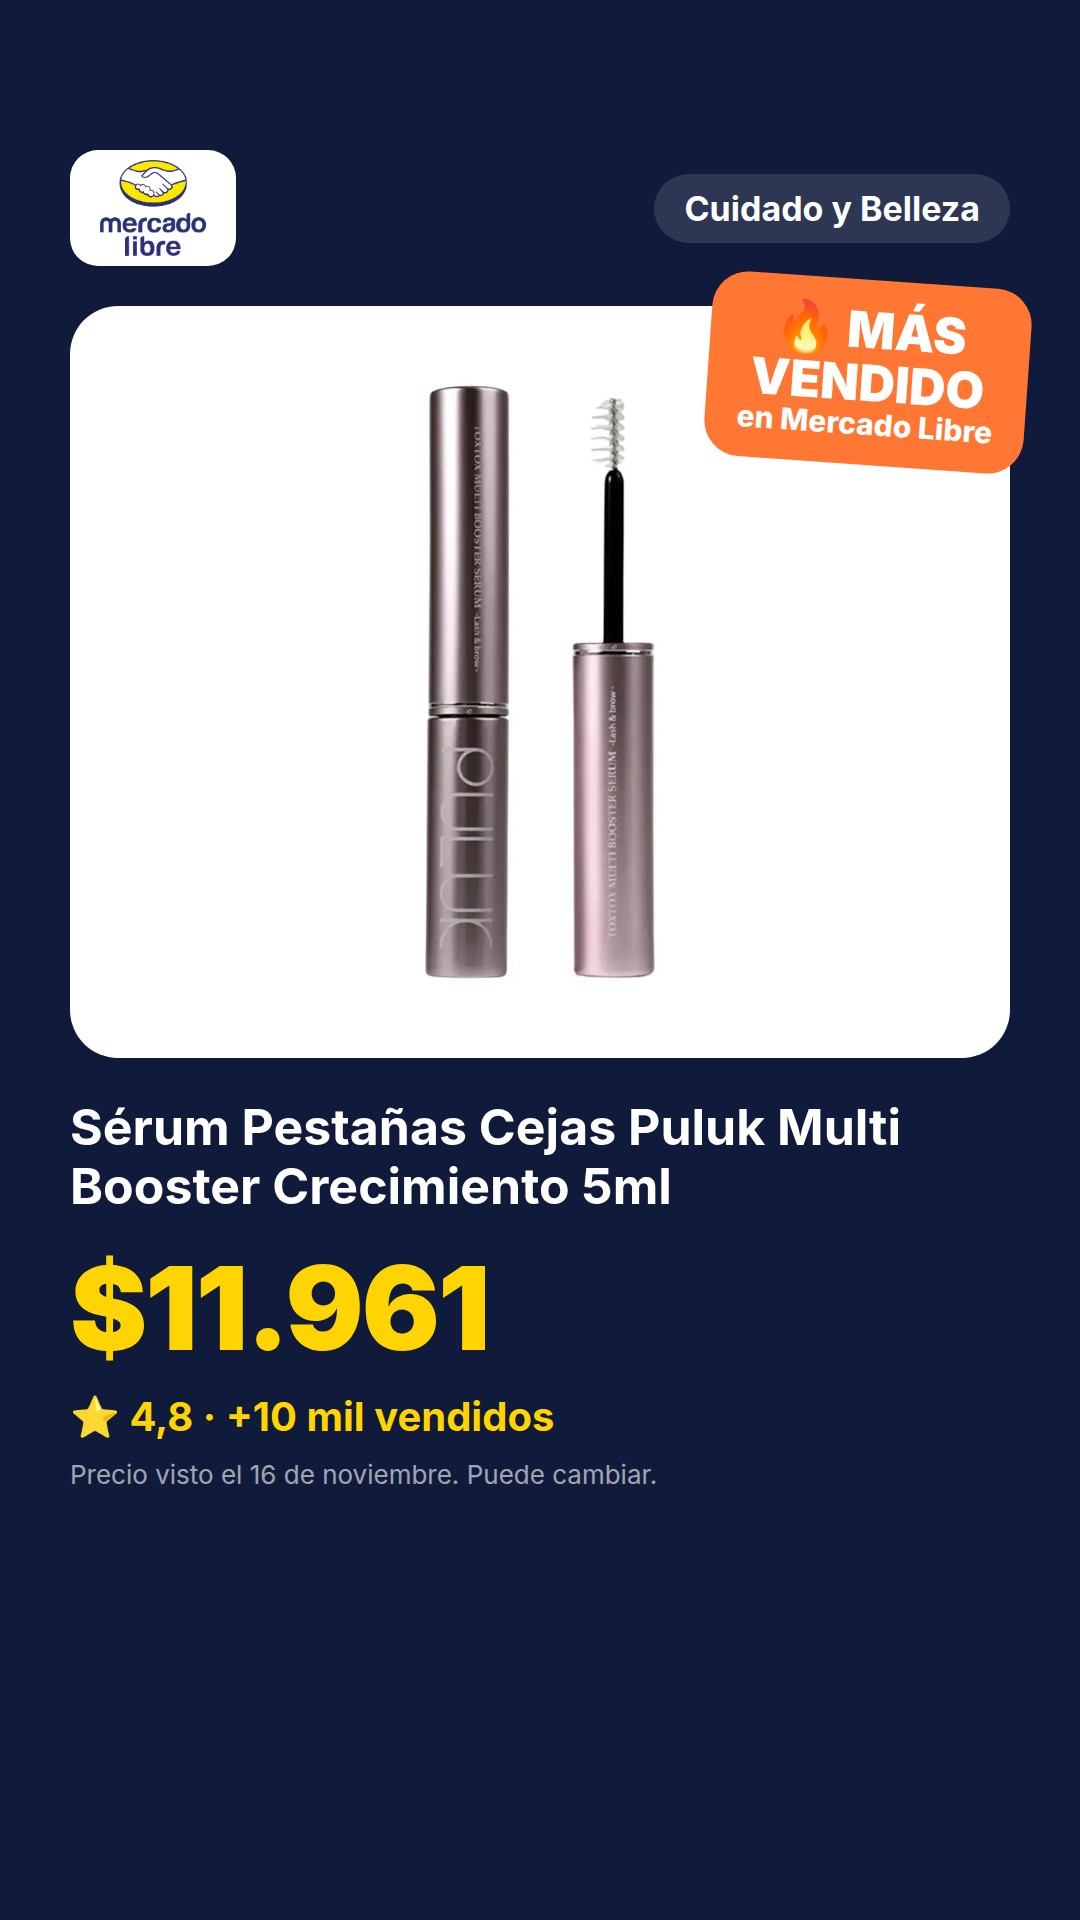 mercado
libre
Cuidado y Belleza
🔥 MÁS
VENDIDO
en Mercado Libre
TOXTOX MULTI BOOSTER SERUM -Lash & brow-
PULUK
TOXTOX MULTI BOOSTER SERUM -Lash & brow-
Sérum Pestañas Cejas Puluk Multi
Booster Crecimiento 5ml
$11.961
⭐ 4,8 · +10 mil vendidos
Precio visto el 16 de noviembre. Puede cambiar.